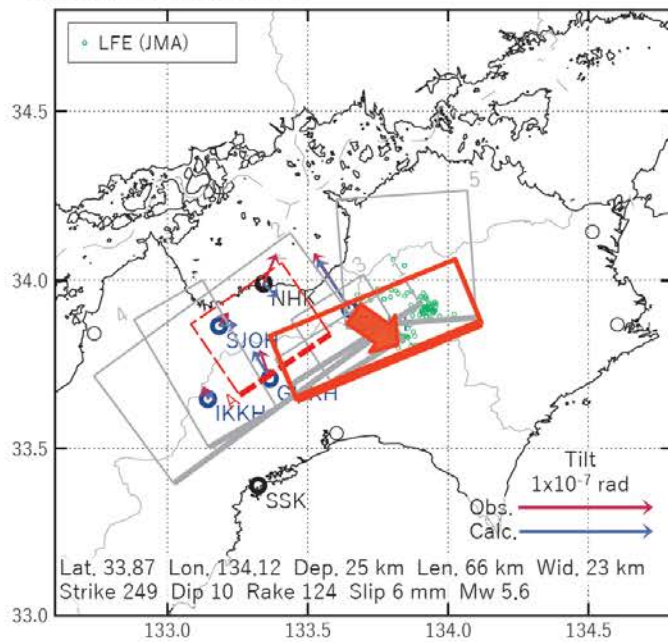 LFE (JMA)
34.5
5
34.0
NHK
3
4
SJOH
A
IKKH
33.5
SSK
Tilt
1x10⁻⁷ rad
Obs.
Calc.
Lat. 33.87 Lon. 134.12 Dep. 25 km Len. 66 km Wid. 23 km
Strike 249 Dip 10 Rake 124 Slip 6 mm Mw 5.6
33.0
133.0 133.5 134.0 134.5